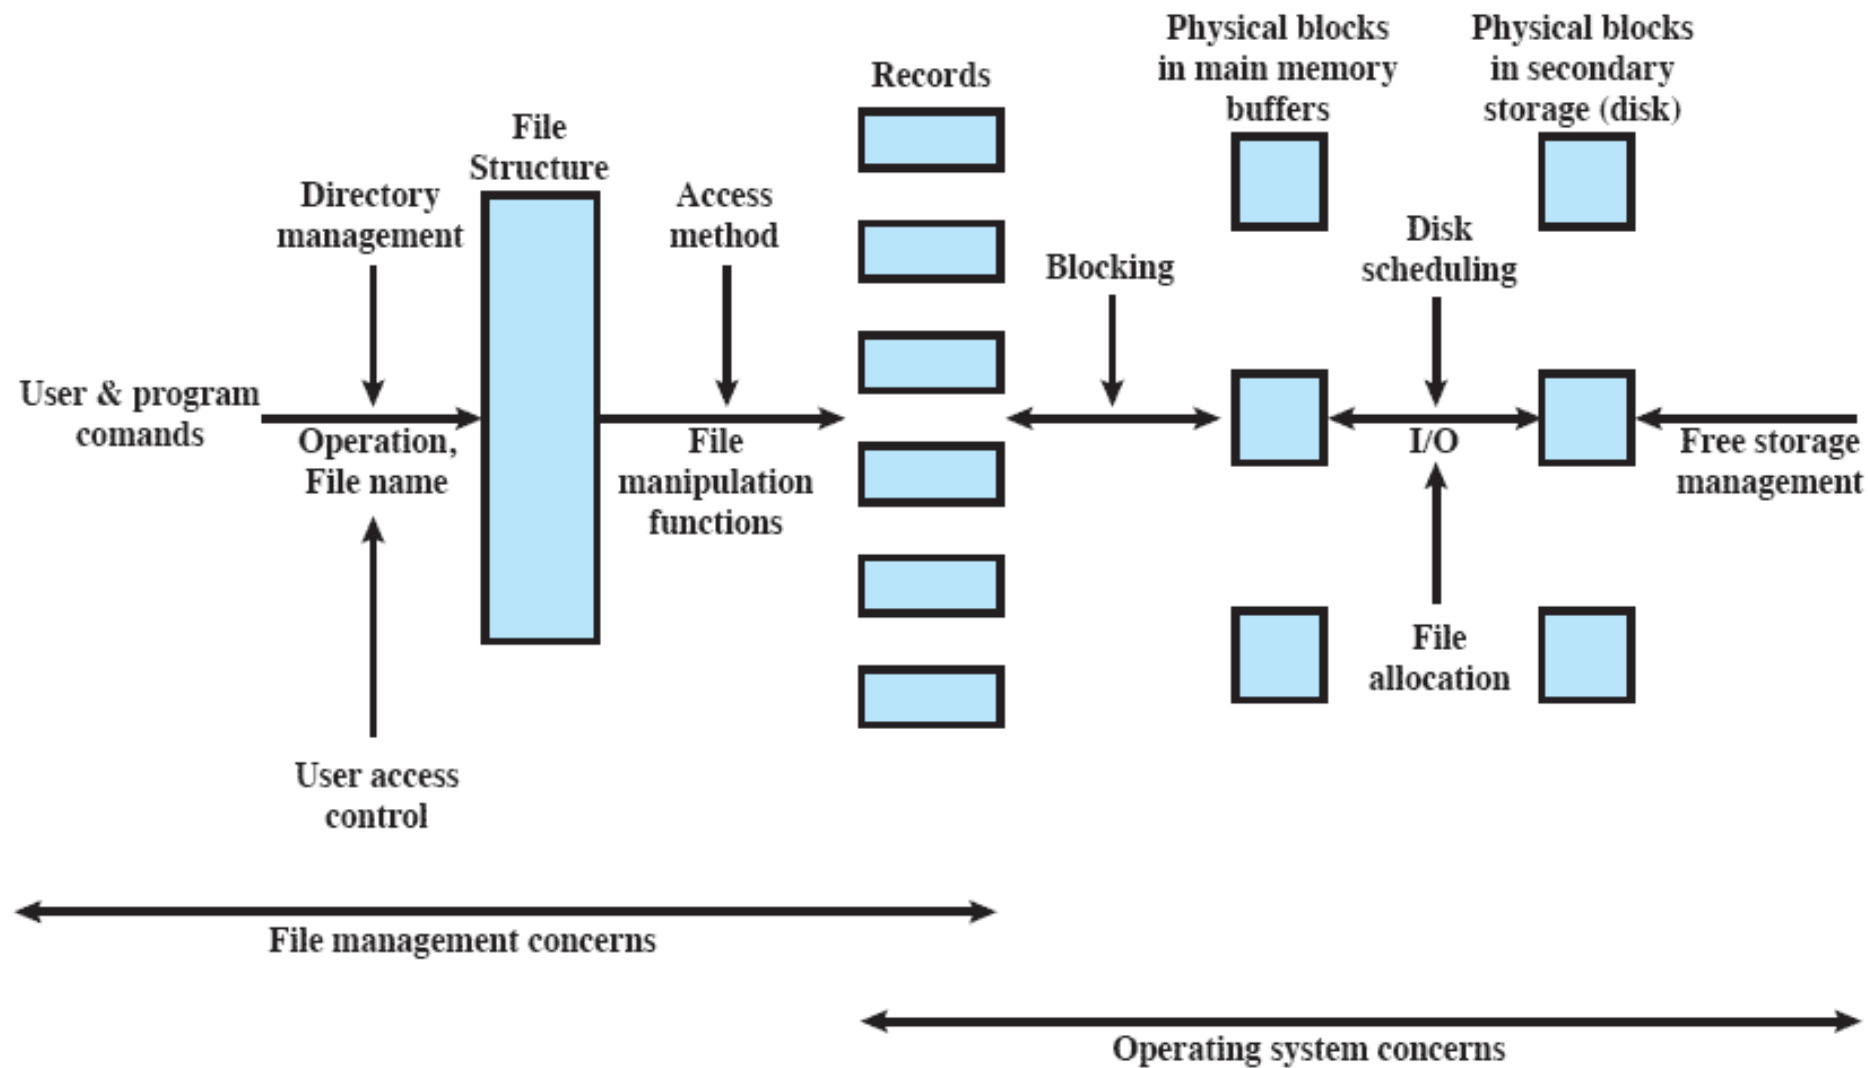 Physical blocks
in main memory
buffers
Physical blocks
in secondary
storage (disk)
Records
File
Structure
Directory
management
Access
method
Blocking
Disk
scheduling
User & program
comands
Operation,
File name
File
manipulation
functions
I/O
Free storage
management
File
allocation
User access
control
File management concerns
Operating system concerns